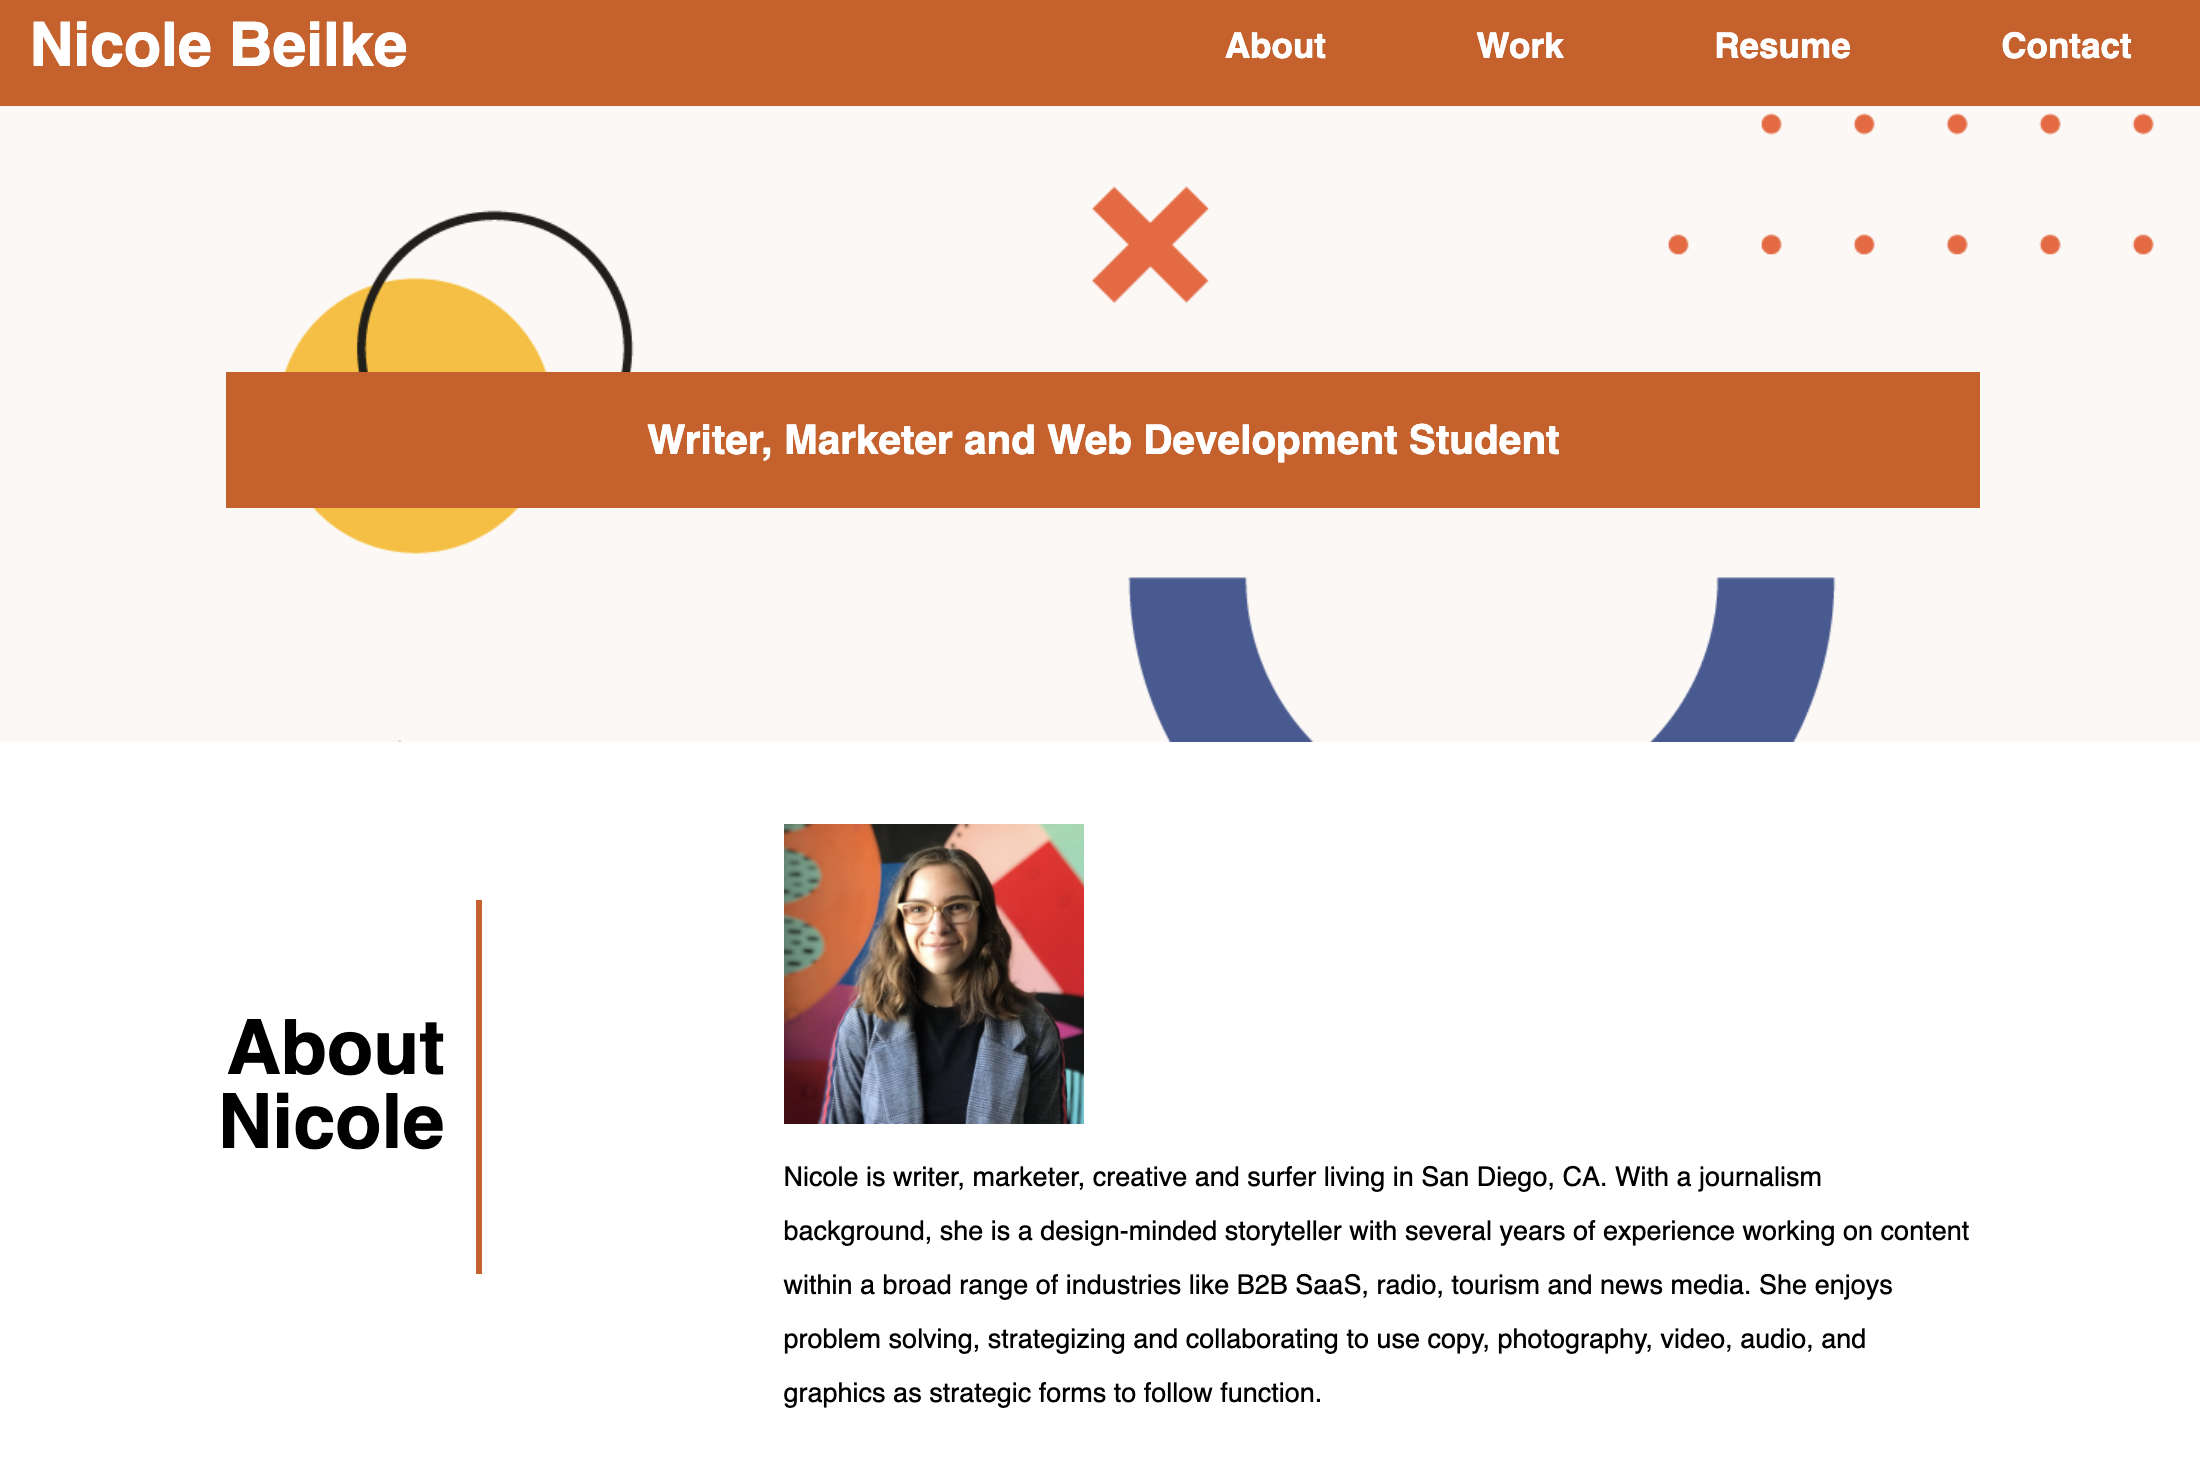 Nicole Beilke
About Work Resume Contact
Writer, Marketer and Web Development Student
About
Nicole
Nicole is writer, marketer, creative and surfer living in San Diego, CA. With a journalism
background, she is a design-minded storyteller with several years of experience working on content
within a broad range of industries like B2B SaaS, radio, tourism and news media. She enjoys
problem solving, strategizing and collaborating to use copy, photography, video, audio, and
graphics as strategic forms to follow function.